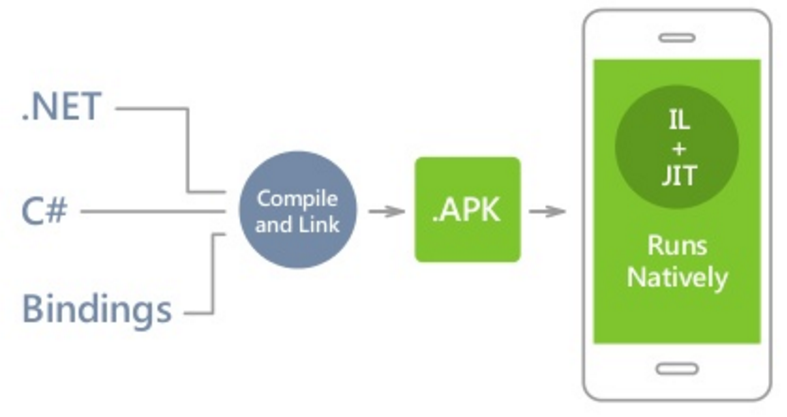 .NET
C#
Bindings
Compile
and Link
.APK
IL
+
JIT
Runs
Natively